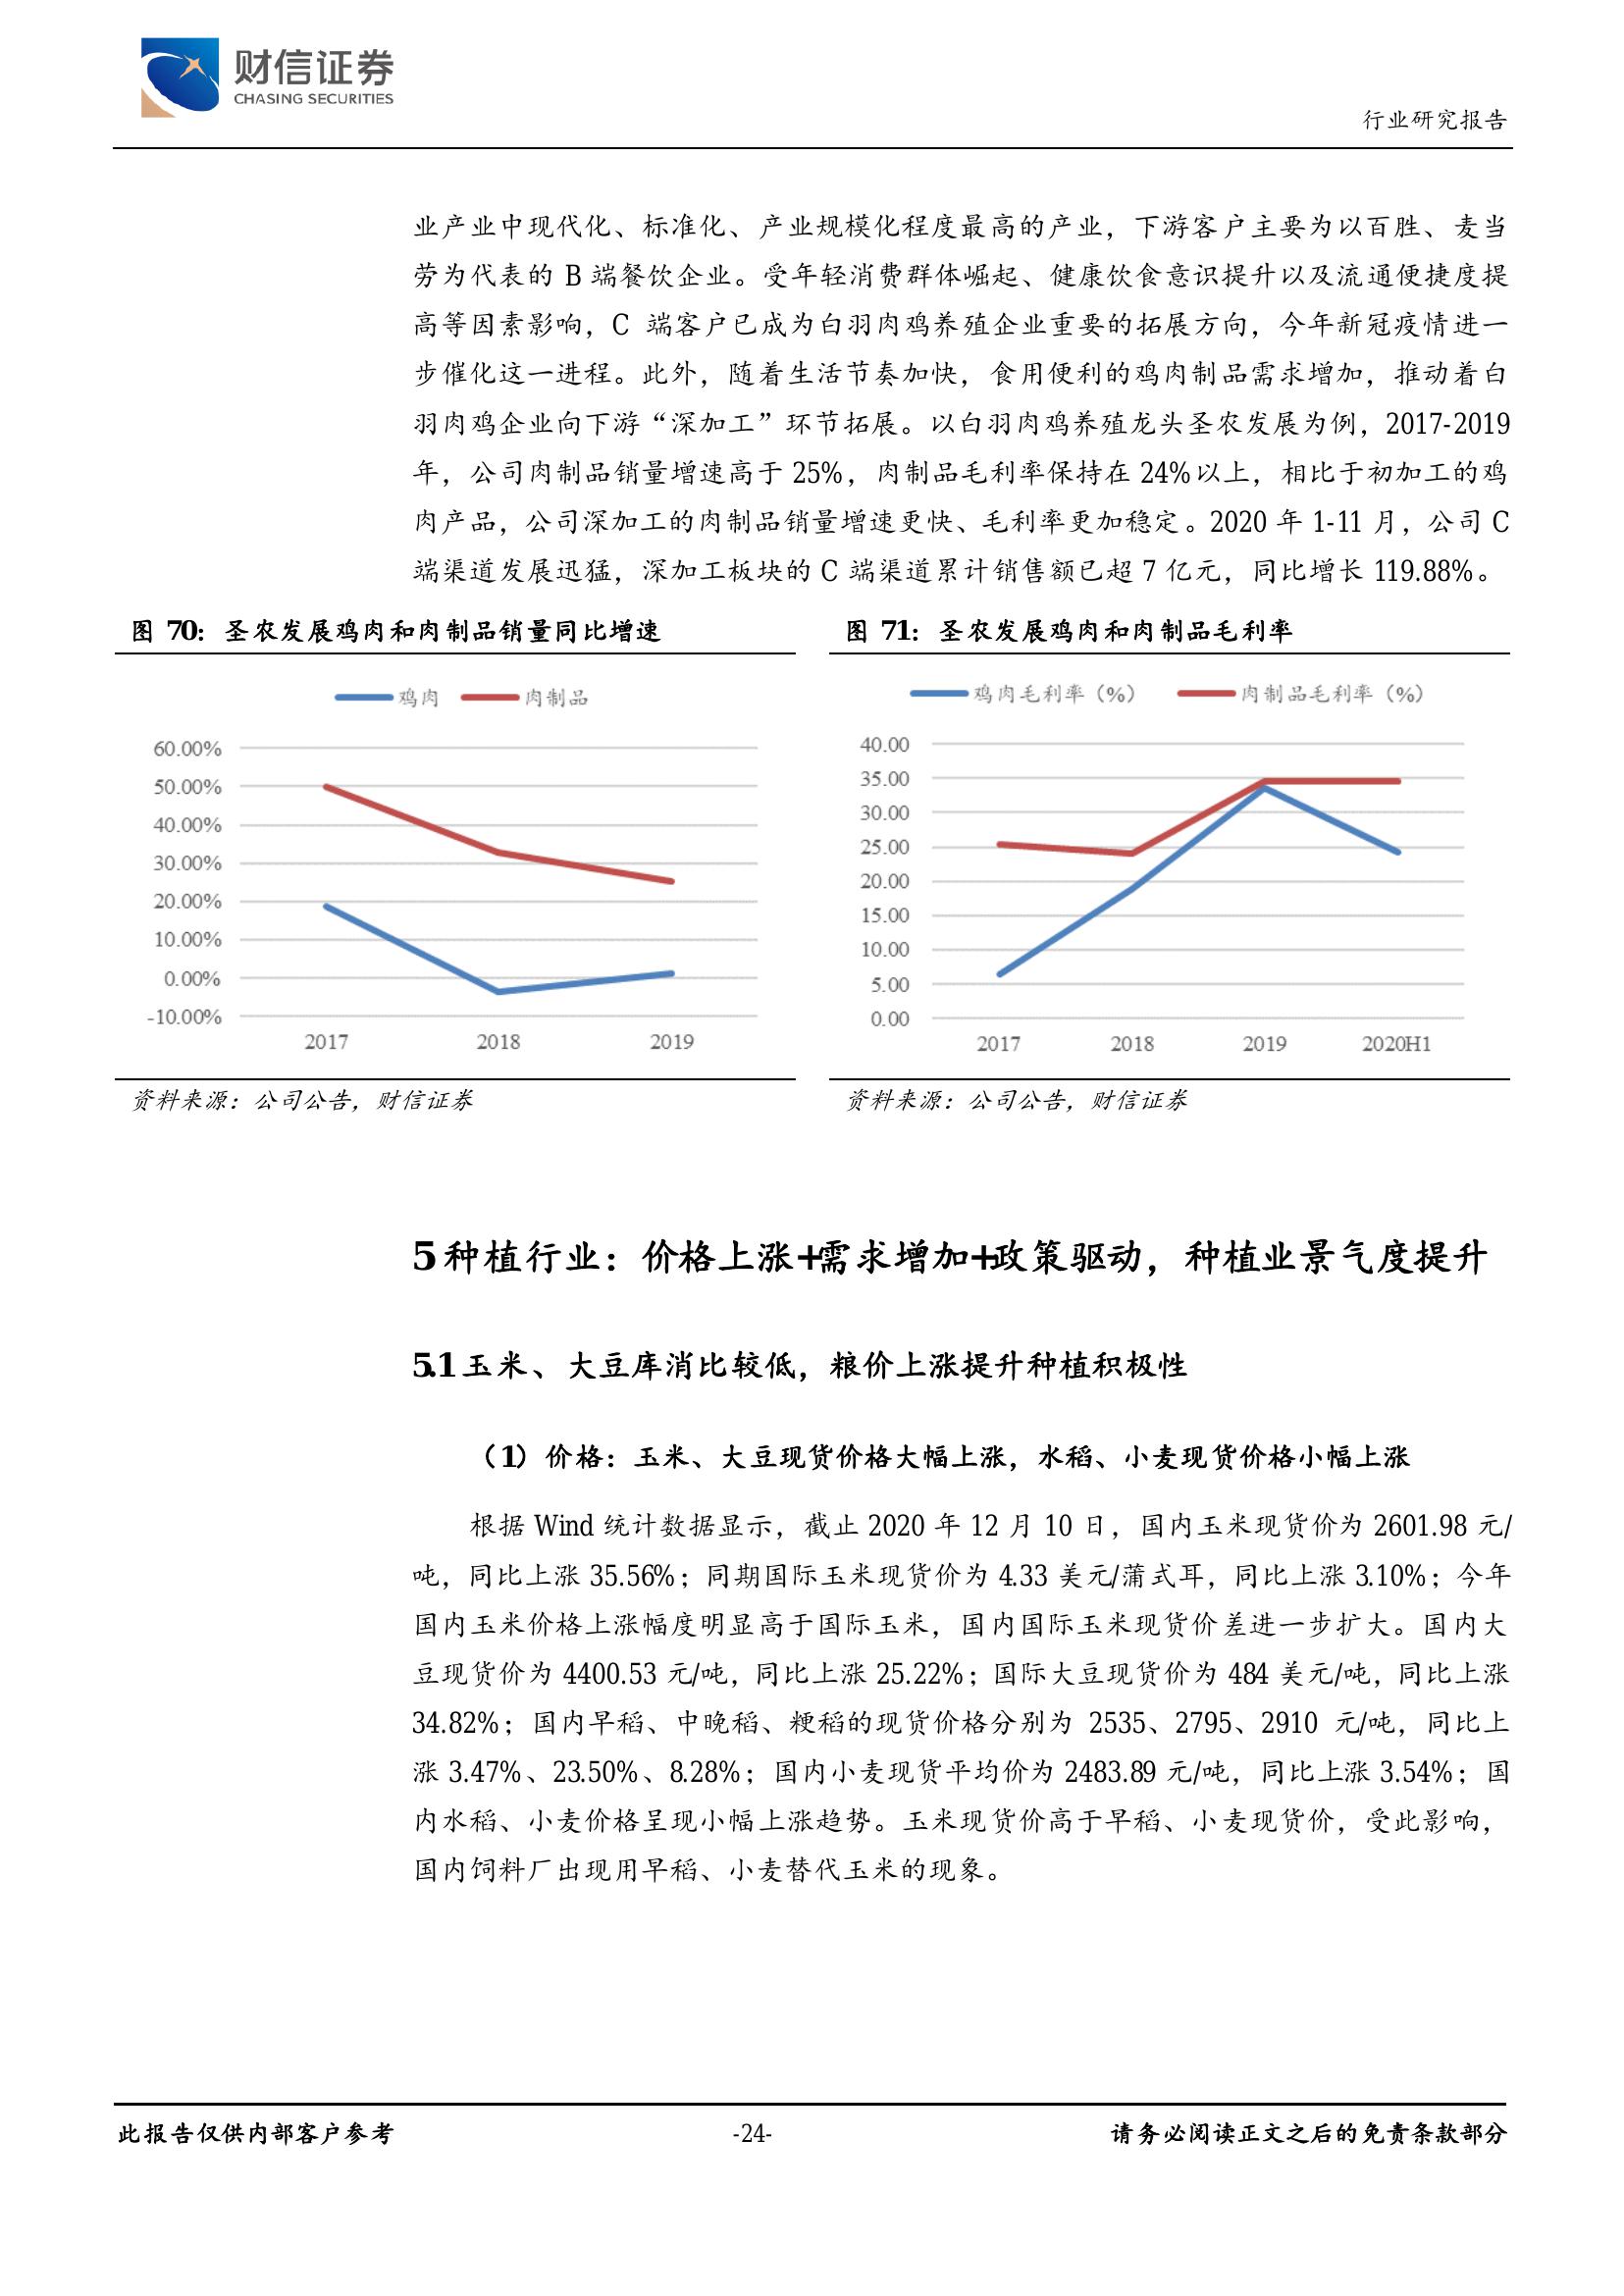 财信证券
CHASING SECURITIES
行业研究报告
业产业中现代化、标准化、产业规模化程度最高的产业，下游客户主要为以百胜、麦当
劳为代表的 B 端餐饮企业。受年轻消费群体崛起、健康饮食意识提升以及流通便捷度提
高等因素影响，C 端客户已成为白羽肉鸡养殖企业重要的拓展方向，今年新冠疫情进一
步催化这一进程。此外，随着生活节奏加快，食用便利的鸡肉制品需求增加，推动着白
羽肉鸡企业向下游“深加工”环节拓展。以白羽肉鸡养殖龙头圣农发展为例，2017-2019
年，公司肉制品销量增速高于 25%，肉制品毛利率保持在 24%以上，相比于初加工的鸡
肉产品，公司深加工的肉制品销量增速更快、毛利率更加稳定。2020 年 1-11 月，公司 C
端渠道发展迅猛，深加工板块的 C 端渠道累计销售额已超 7 亿元，同比增长 119.88%。
图 70：圣农发展鸡肉和肉制品销量同比增速
鸡肉 肉制品
60.00%
50.00%
40.00%
30.00%
20.00%
10.00%
0.00%
-10.00%
2017 2018 2019
资料来源：公司公告，财信证券
图 71：圣农发展鸡肉和肉制品毛利率
鸡肉毛利率（%） 肉制品毛利率（%）
40.00
35.00
30.00
25.00
20.00
15.00
10.00
5.00
0.00
2017 2018 2019 2020H1
资料来源：公司公告，财信证券
5 种植行业：价格上涨+需求增加+政策驱动，种植业景气度提升
5.1 玉米、大豆库消比较低，粮价上涨提升种植积极性
（1）价格：玉米、大豆现货价格大幅上涨，水稻、小麦现货价格小幅上涨
根据 Wind 统计数据显示，截止 2020 年 12 月 10 日，国内玉米现货价为 2601.98 元/
吨，同比上涨 35.56%；同期国际玉米现货价为 4.33 美元/蒲式耳，同比上涨 3.10%；今年
国内玉米价格上涨幅度明显高于国际玉米，国内国际玉米现货价差进一步扩大。国内大
豆现货价为 4400.53 元/吨，同比上涨 25.22%；国际大豆现货价为 484 美元/吨，同比上涨
34.82%；国内早稻、中晚稻、粳稻的现货价格分别为 2535、2795、2910 元/吨，同比上
涨 3.47%、23.50%、8.28%；国内小麦现货平均价为 2483.89 元/吨，同比上涨 3.54%；国
内水稻、小麦价格呈现小幅上涨趋势。玉米现货价高于早稻、小麦现货价，受此影响，
国内饲料厂出现用早稻、小麦替代玉米的现象。
此报告仅供内部客户参考
-24-
请务必阅读正文之后的免责条款部分